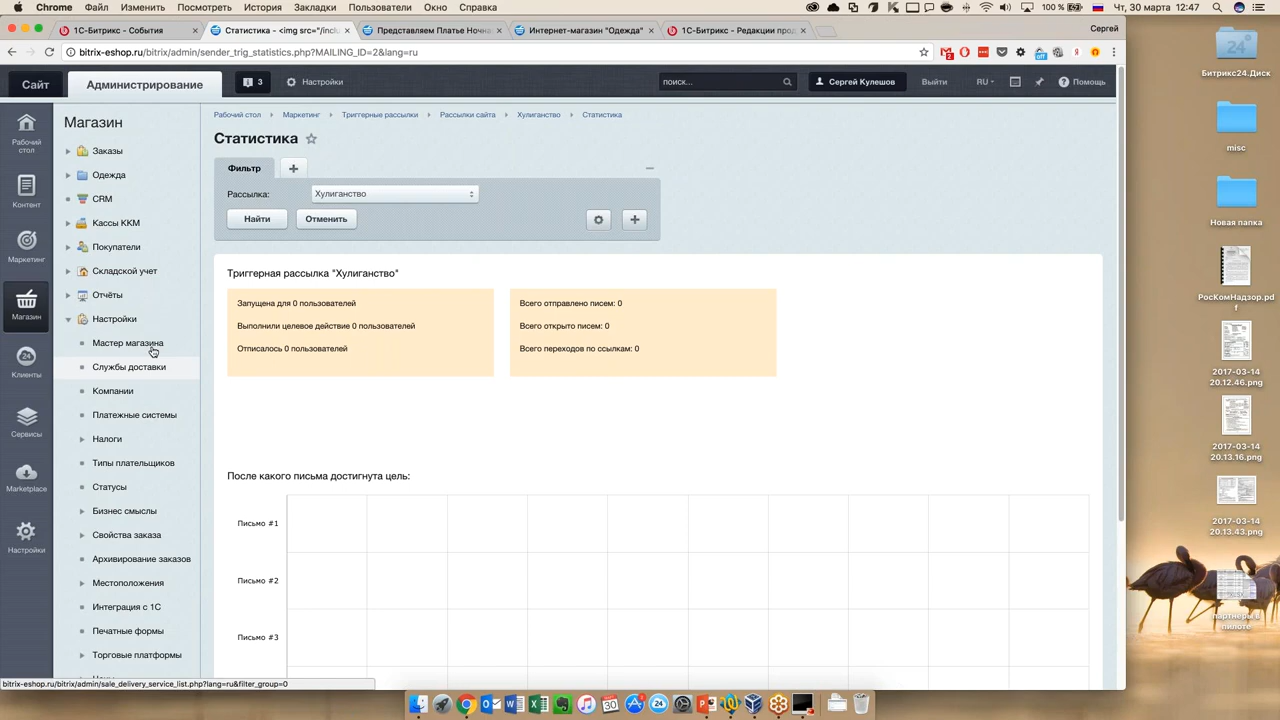 Chrome Файл Изменить Посмотреть История Закладки Пользователи Окно Справка
100 % Чт, 30 марта 12:47
1С-Битрикс - События
Статистика - <img src="/inclu
Представляем Платье Ночна
Интернет-магазин "Одежда"
1С-Битрикс - Редакции прод
Сергей
bitrix-eshop.ru/bitrix/admin/sender_trig_statistics.php?MAILING_ID=2&lang=ru
Сайт Администрирование 3 Настройки поиск... Сергей Кулешов Выйти RU Помощь
Рабочий стол
Контент
Маркетинг
Магазин
24
Клиенты
Сервисы
Marketplace
Настройки
Магазин
Заказы
Одежда
CRM
Кассы ККМ
Покупатели
Складской учет
Отчёты
Настройки
Мастер магазина
Службы доставки
Компании
Платежные системы
Налоги
Типы плательщиков
Статусы
Бизнес смыслы
Свойства заказа
Архивирование заказов
Местоположения
Интеграция с 1С
Печатные формы
Торговые платформы
Рабочий стол Маркетинг Триггерные рассылки Рассылки сайта Хулиганство Статистика
Статистика
Фильтр
Рассылка: Хулиганство
Найти Отменить
Триггерная рассылка "Хулиганство"
Запущена для 0 пользователей
Выполнили целевое действие 0 пользователей
Отписалось 0 пользователей
Всего отправлено писем: 0
Всего открыто писем: 0
Всего переходов по ссылкам: 0
После какого письма достигнута цель:
Письмо #1
Письмо #2
Письмо #3
bitrix-eshop.ru/bitrix/admin/sale_delivery_service_list.php?lang=ru&filter_group=0
24
Битрикс24.Диск
misc
Новая папка
РосКомНадзор.pd
f
2017-03-14
20.12.46.png
2017-03-14
20.13.16.png
2017-03-14
20.13.43.png
партнеры в
пилоте